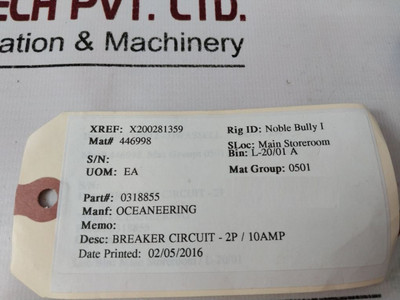 ECH PVT. LTD.
ation & Machinery
XREF: X200281359
Rig ID: Noble Bully I
Mat# 446998
SLoc: Main Storeroom
Bin: L-20/01 A
S/N:
UOM: EA
Mat Group: 0501
Part#: 0318855
Manf: OCEANEERING
Memo:
Desc: BREAKER CIRCUIT - 2P / 10AMP
Date Printed: 02/05/2016